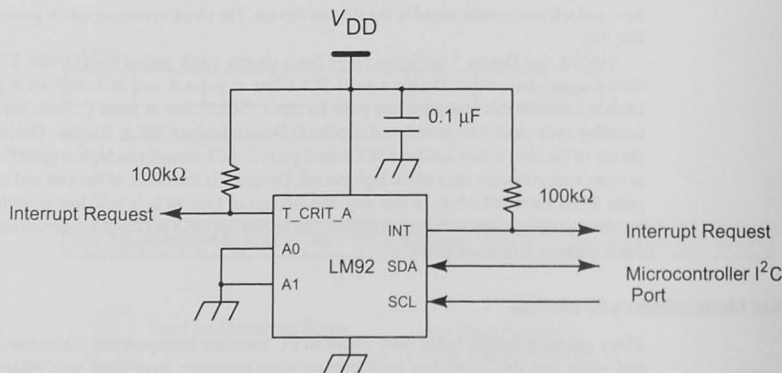 V_DD
0.1 µF
100kΩ
100kΩ
Interrupt Request
T_CRIT_A
INT
Interrupt Request
A0
LM92
SDA
A1
Microcontroller I²C
Port
SCL